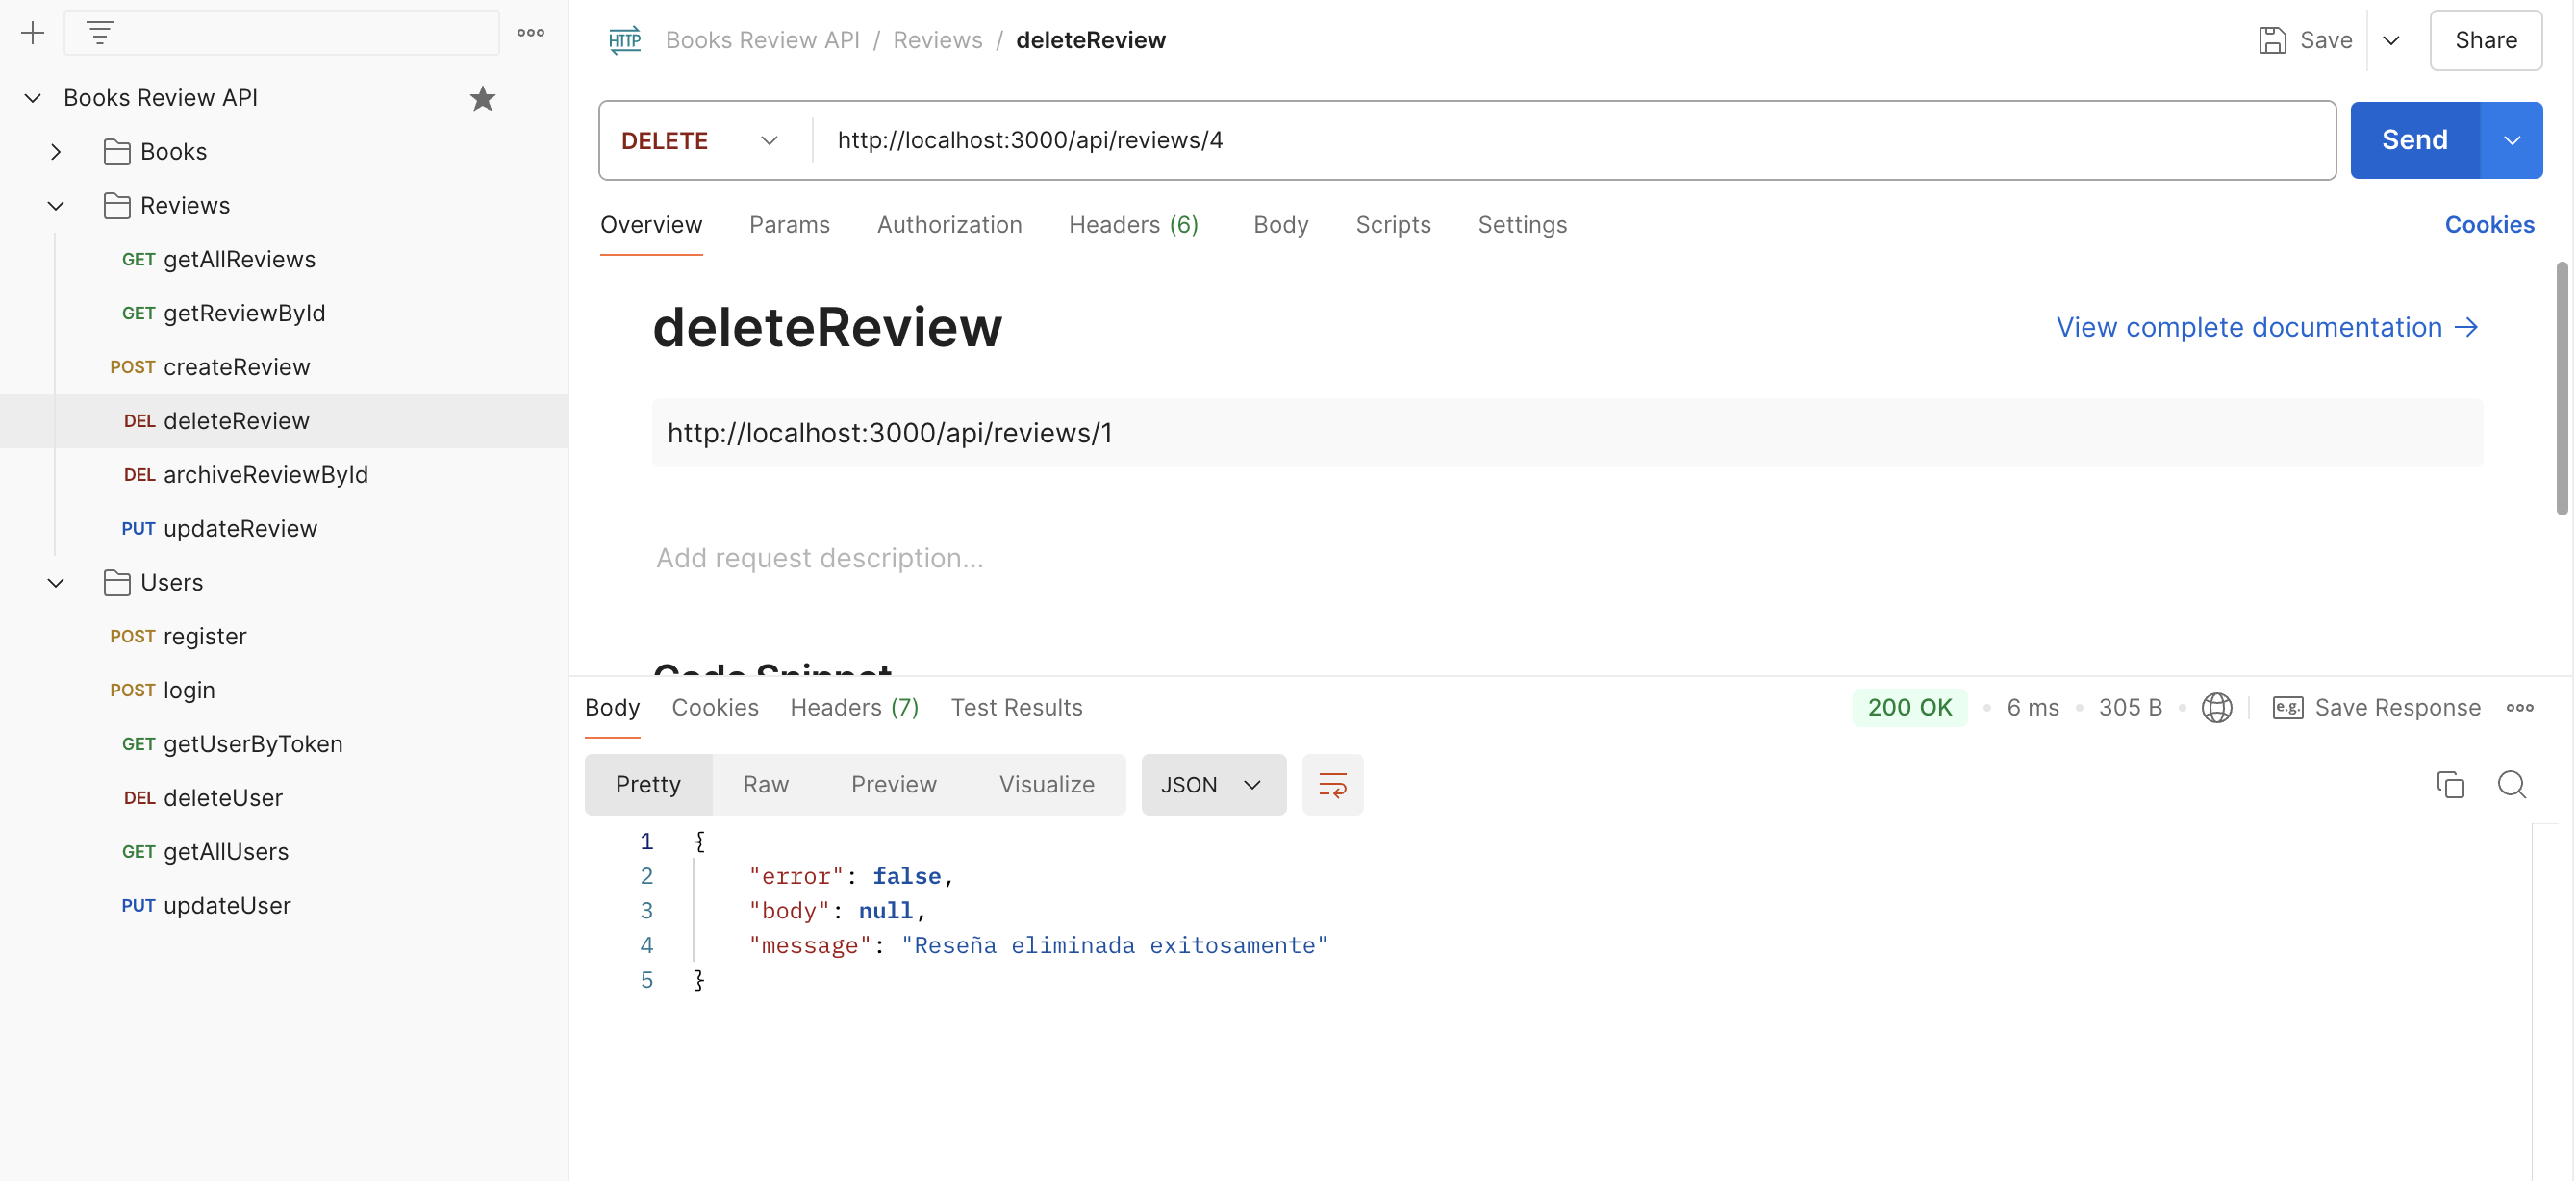 Books Review API
Books
Reviews
GET getAllReviews
GET getReviewById
POST createReview
DEL deleteReview
DEL archiveReviewById
PUT updateReview
Users
POST register
POST login
GET getUserByToken
DEL deleteUser
GET getAllUsers
PUT updateUser
HTTP Books Review API / Reviews / deleteReview
Save
Share
DELETE http://localhost:3000/api/reviews/4
Send
Overview Params Authorization Headers (6) Body Scripts Settings
Cookies
deleteReview
View complete documentation →
http://localhost:3000/api/reviews/1
Add request description...
Code Snippet
Body Cookies Headers (7) Test Results
200 OK • 6 ms • 305 B •
e.g. Save Response
Pretty Raw Preview Visualize JSON
1 {
2 "error": false,
3 "body": null,
4 "message": "Reseña eliminada exitosamente"
5 }